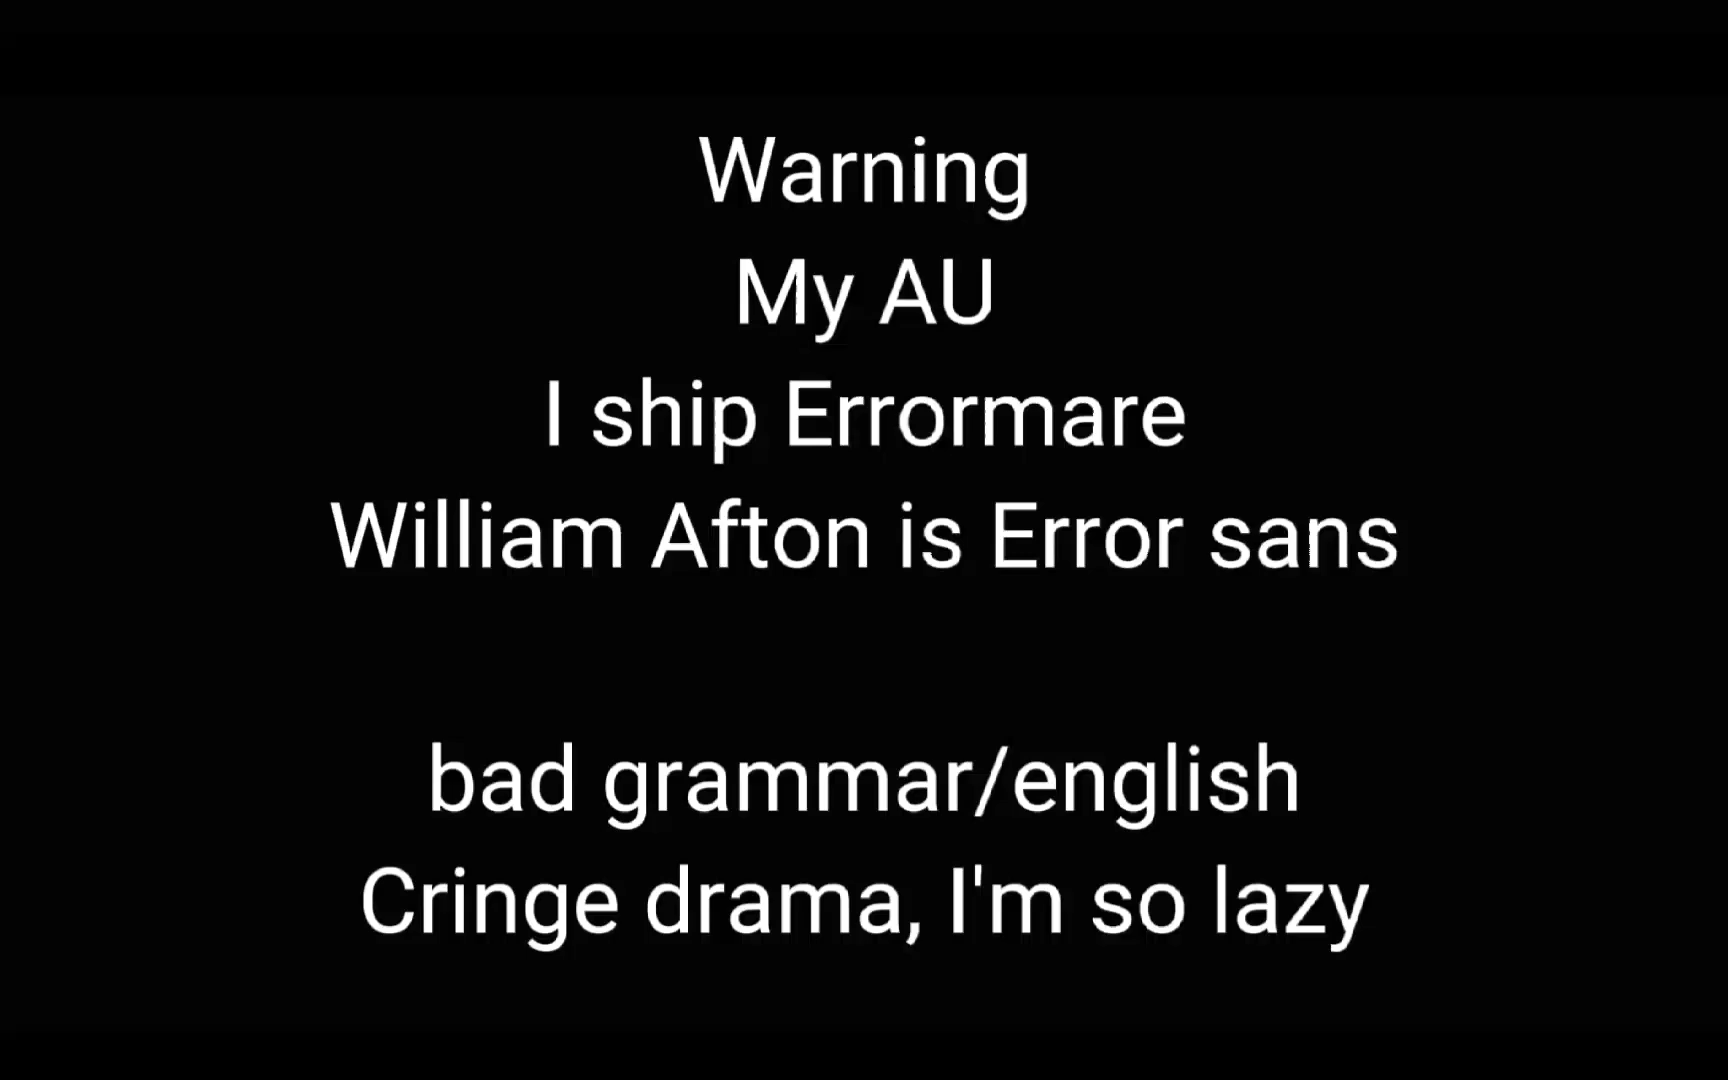 Warning
My AU
I ship Errormare
William Afton is Error sans
bad grammar/english
Cringe drama, I'm so lazy